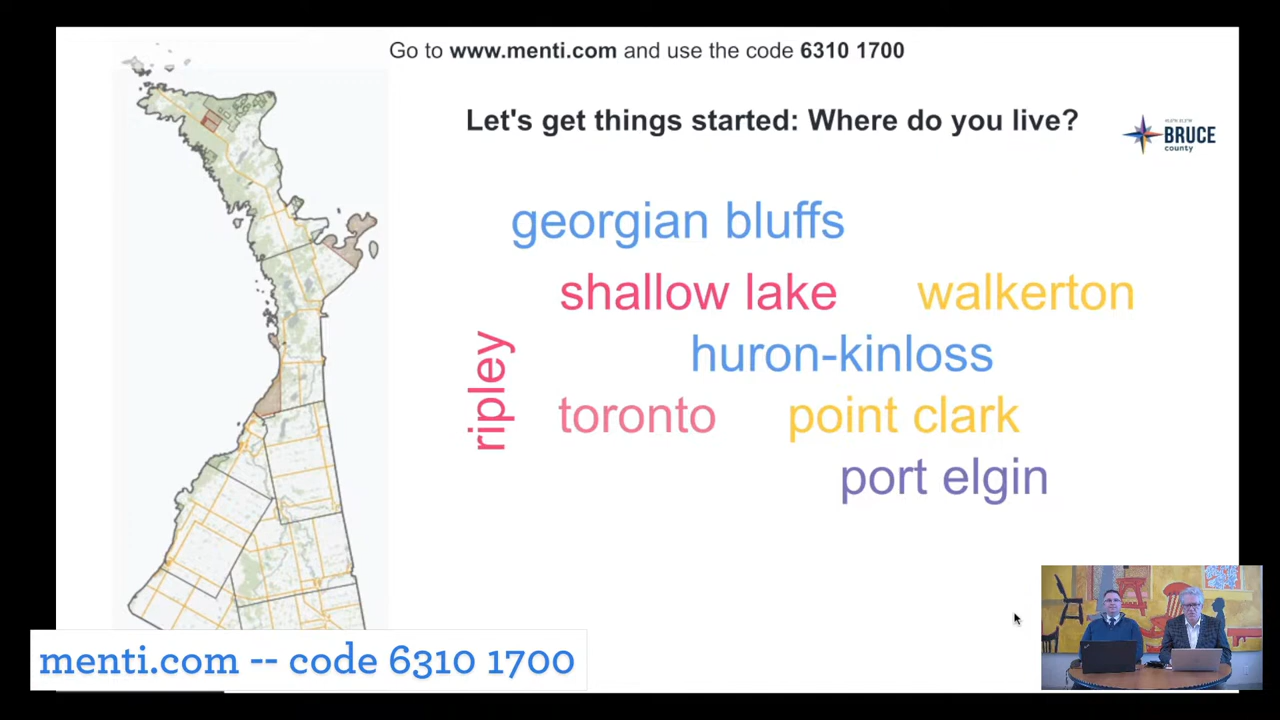 Go to www.menti.com and use the code 6310 1700
Let's get things started: Where do you live?
BRUCE
county
georgian bluffs
shallow lake
walkerton
huron-kinloss
ripley
toronto
point clark
port elgin
menti.com -- code 6310 1700